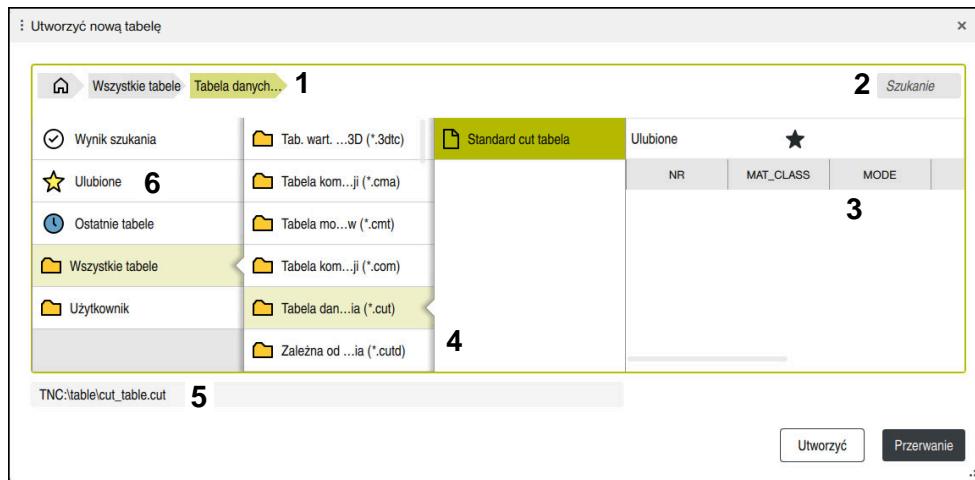 Utworzyć nową tabelę
Wszystkie tabele Tabela danych… 1 2 Szukanie
Wynik szukania
Ulubione 6
Ostatnie tabele
Wszystkie tabele
Użytkownik
Tab. wart. …3D (*.3dtc)
Tabela kom…ji (*.cma)
Tabela mo…w (*.cmt)
Tabela kom…ji (*.com)
Tabela dan…ia (*.cut)
Zależna od …ia (*.cutd)
Standard cut tabela
4
Ulubione
NR MAT_CLASS MODE
3
TNC:\table\cut_table.cut 5
Utworzyć Przerwanie